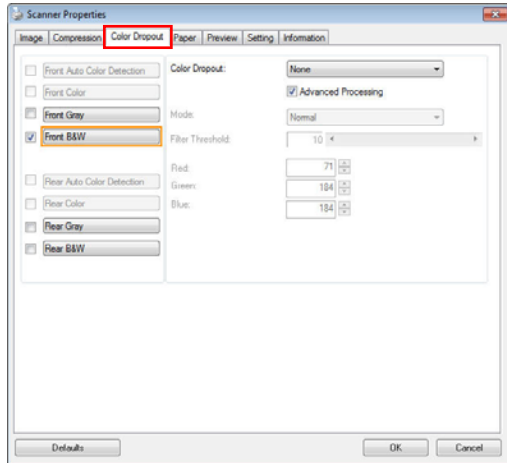 Scanner Properties
Image Compression Color Dropout Paper Preview Setting Information
Front Auto Color Detection
Front Color
Front Gray
Front B&W
Rear Auto Color Detection
Rear Color
Rear Gray
Rear B&W
Color Dropout: None
Advanced Processing
Mode: Normal
Filter Threshold: 10
Red: 71
Green: 184
Blue: 184
Defaults OK Cancel